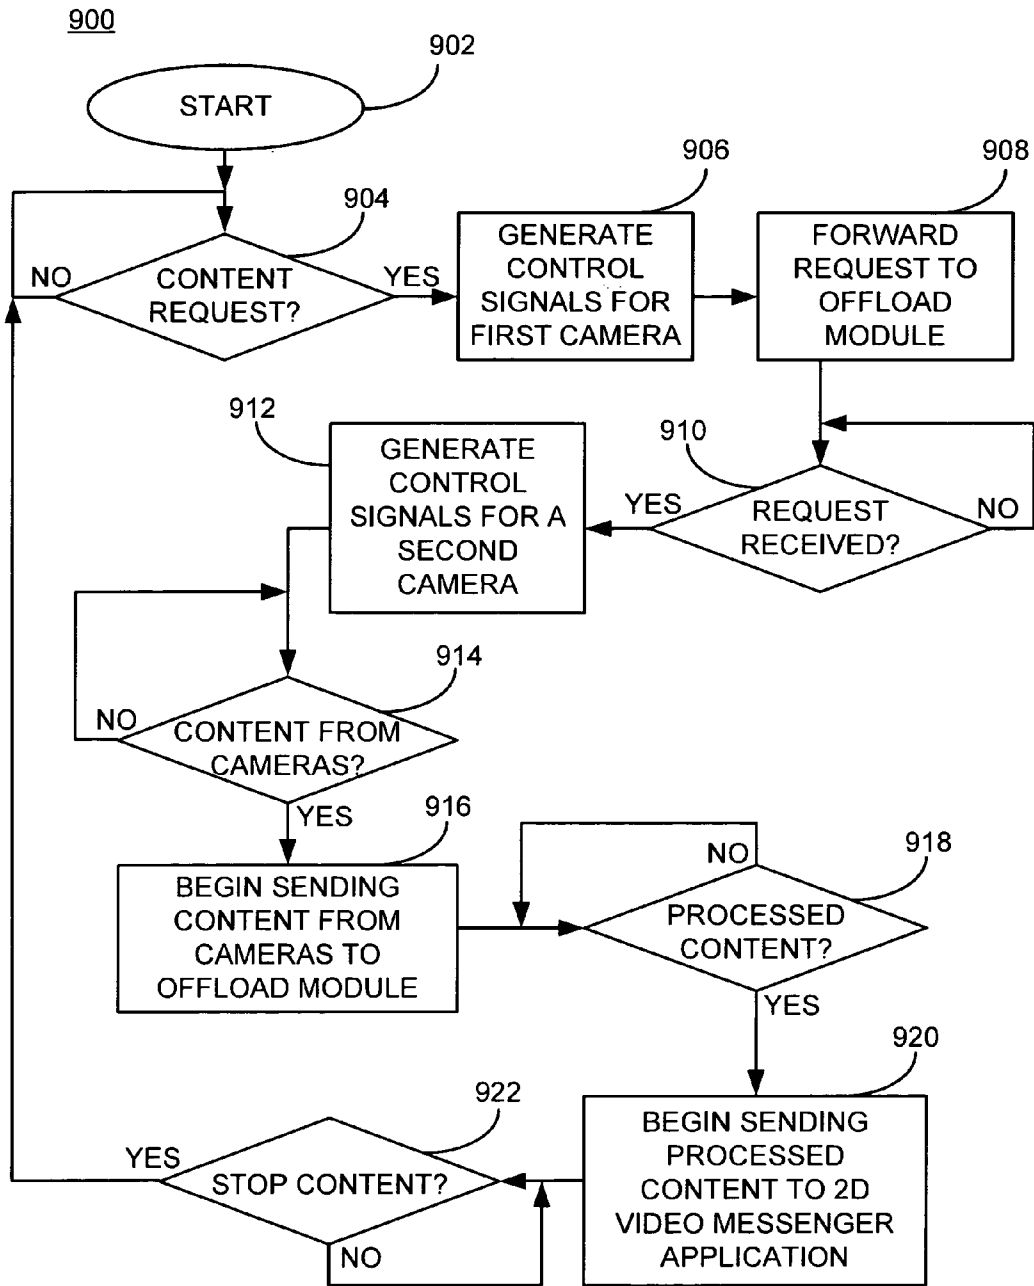 900
902
START
904
CONTENT
REQUEST?
NO
YES
906
GENERATE
CONTROL
SIGNALS FOR
FIRST CAMERA
908
FORWARD
REQUEST TO
OFFLOAD
MODULE
910
REQUEST
RECEIVED?
NO
YES
912
GENERATE
CONTROL
SIGNALS FOR A
SECOND
CAMERA
914
CONTENT FROM
CAMERAS?
NO
YES
916
BEGIN SENDING
CONTENT FROM
CAMERAS TO
OFFLOAD MODULE
918
PROCESSED
CONTENT?
NO
YES
920
BEGIN SENDING
PROCESSED
CONTENT TO 2D
VIDEO MESSENGER
APPLICATION
922
STOP CONTENT?
YES
NO